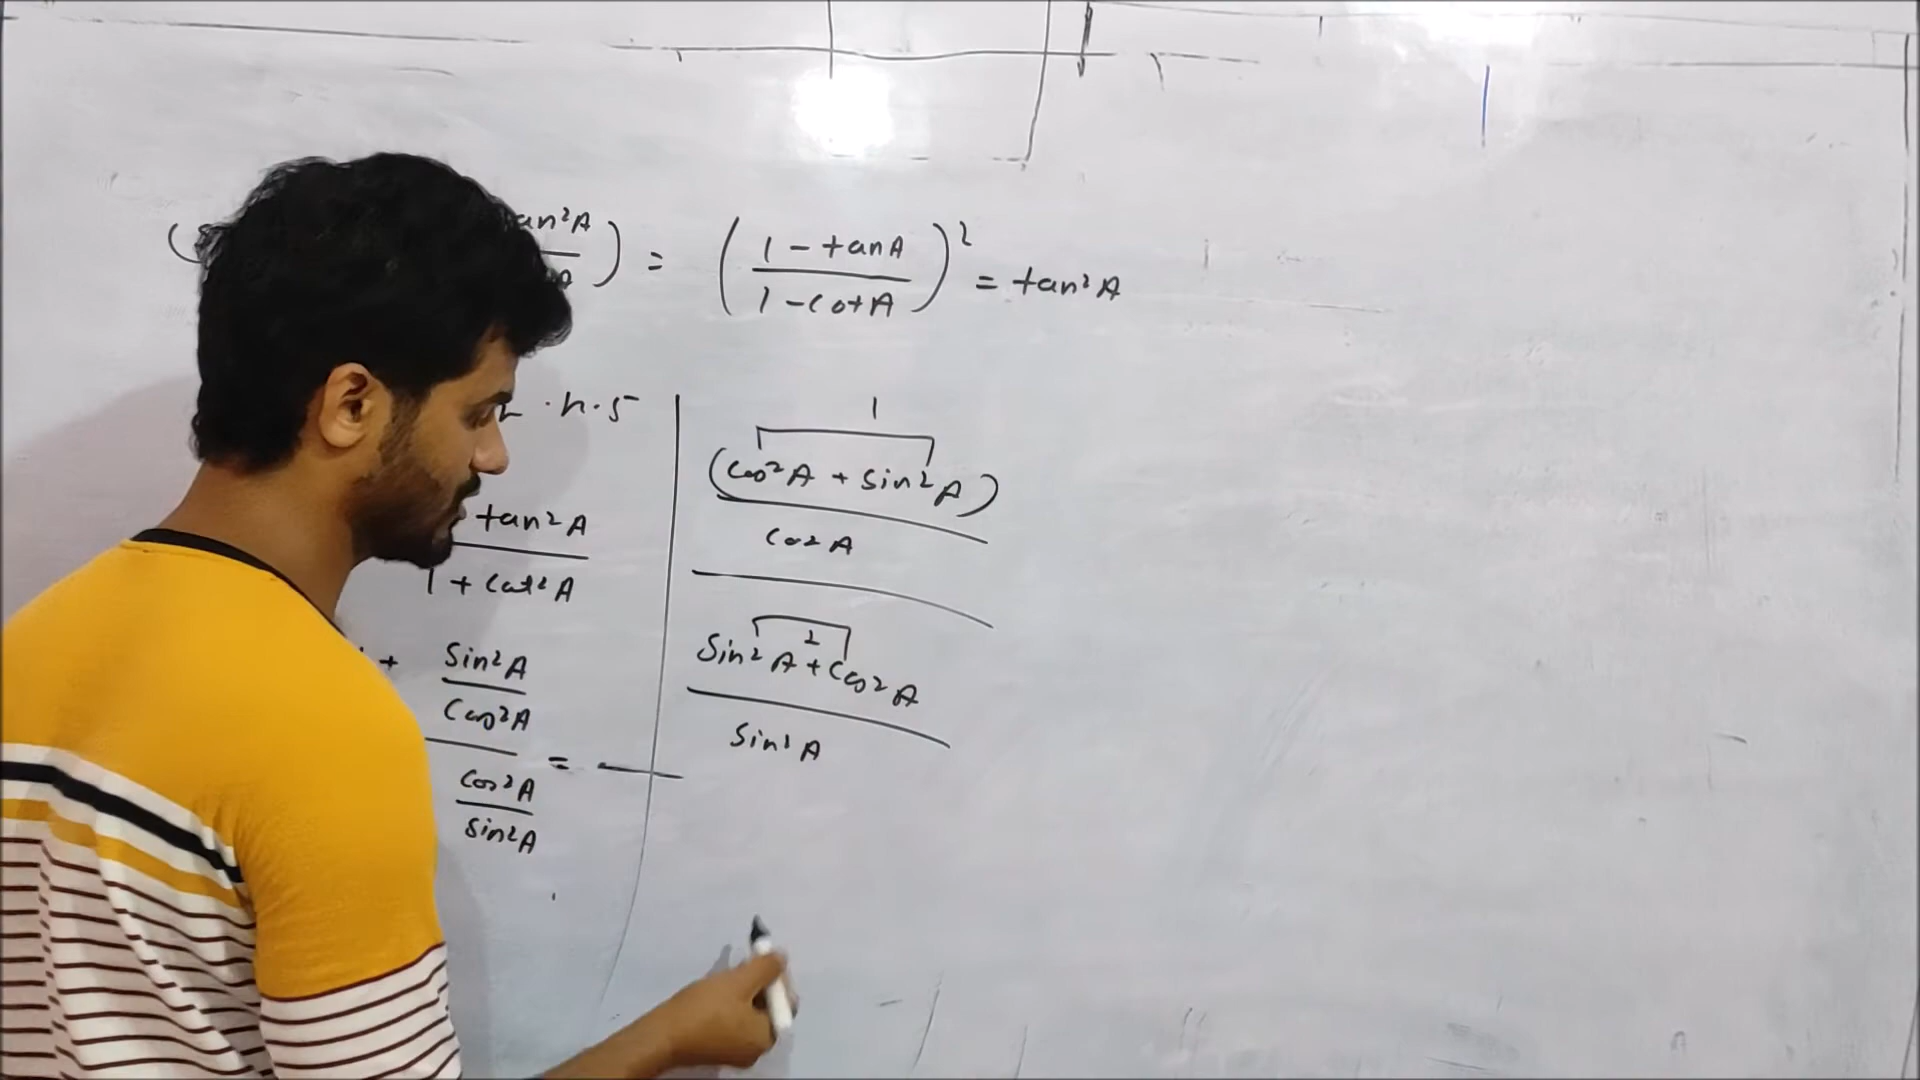 an²A / A ) = ( 1 - tanA / 1 - cotA )² = tan²A
. h . s
tan²A / 1 + cot²A
+ Sin²A / Cos²A
Cos²A / Sin²A = —
1
(Cos²A + Sin²A)
Cos2A
Sin²A + Cos2A
2
Sin²A